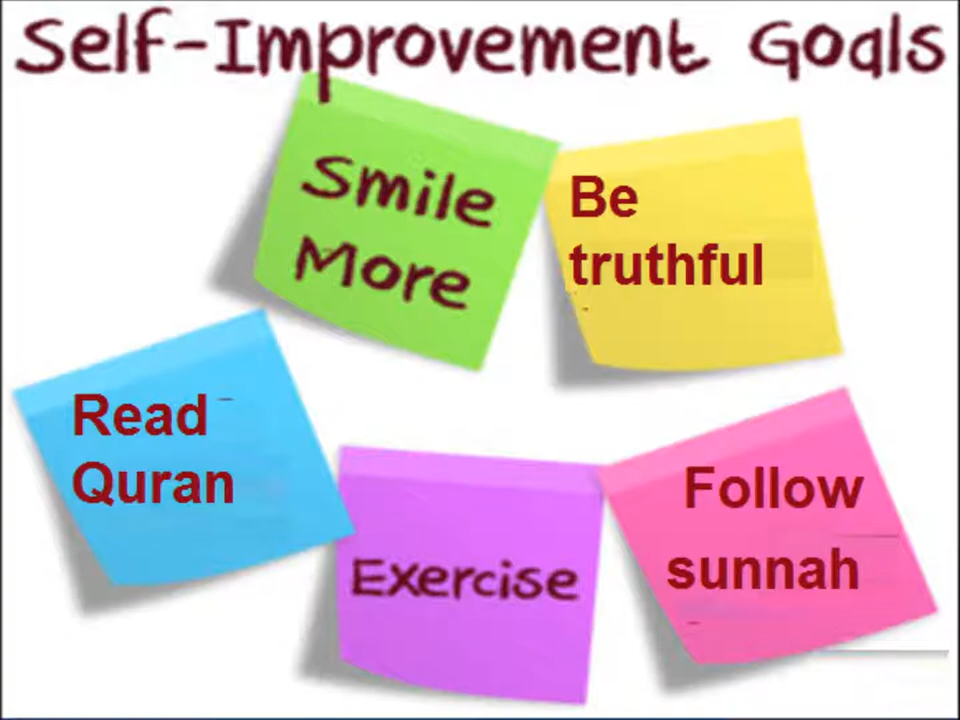 Self-Improvement Goals
Smile
More
Be
truthful
Read
Quran
Exercise
Follow
sunnah